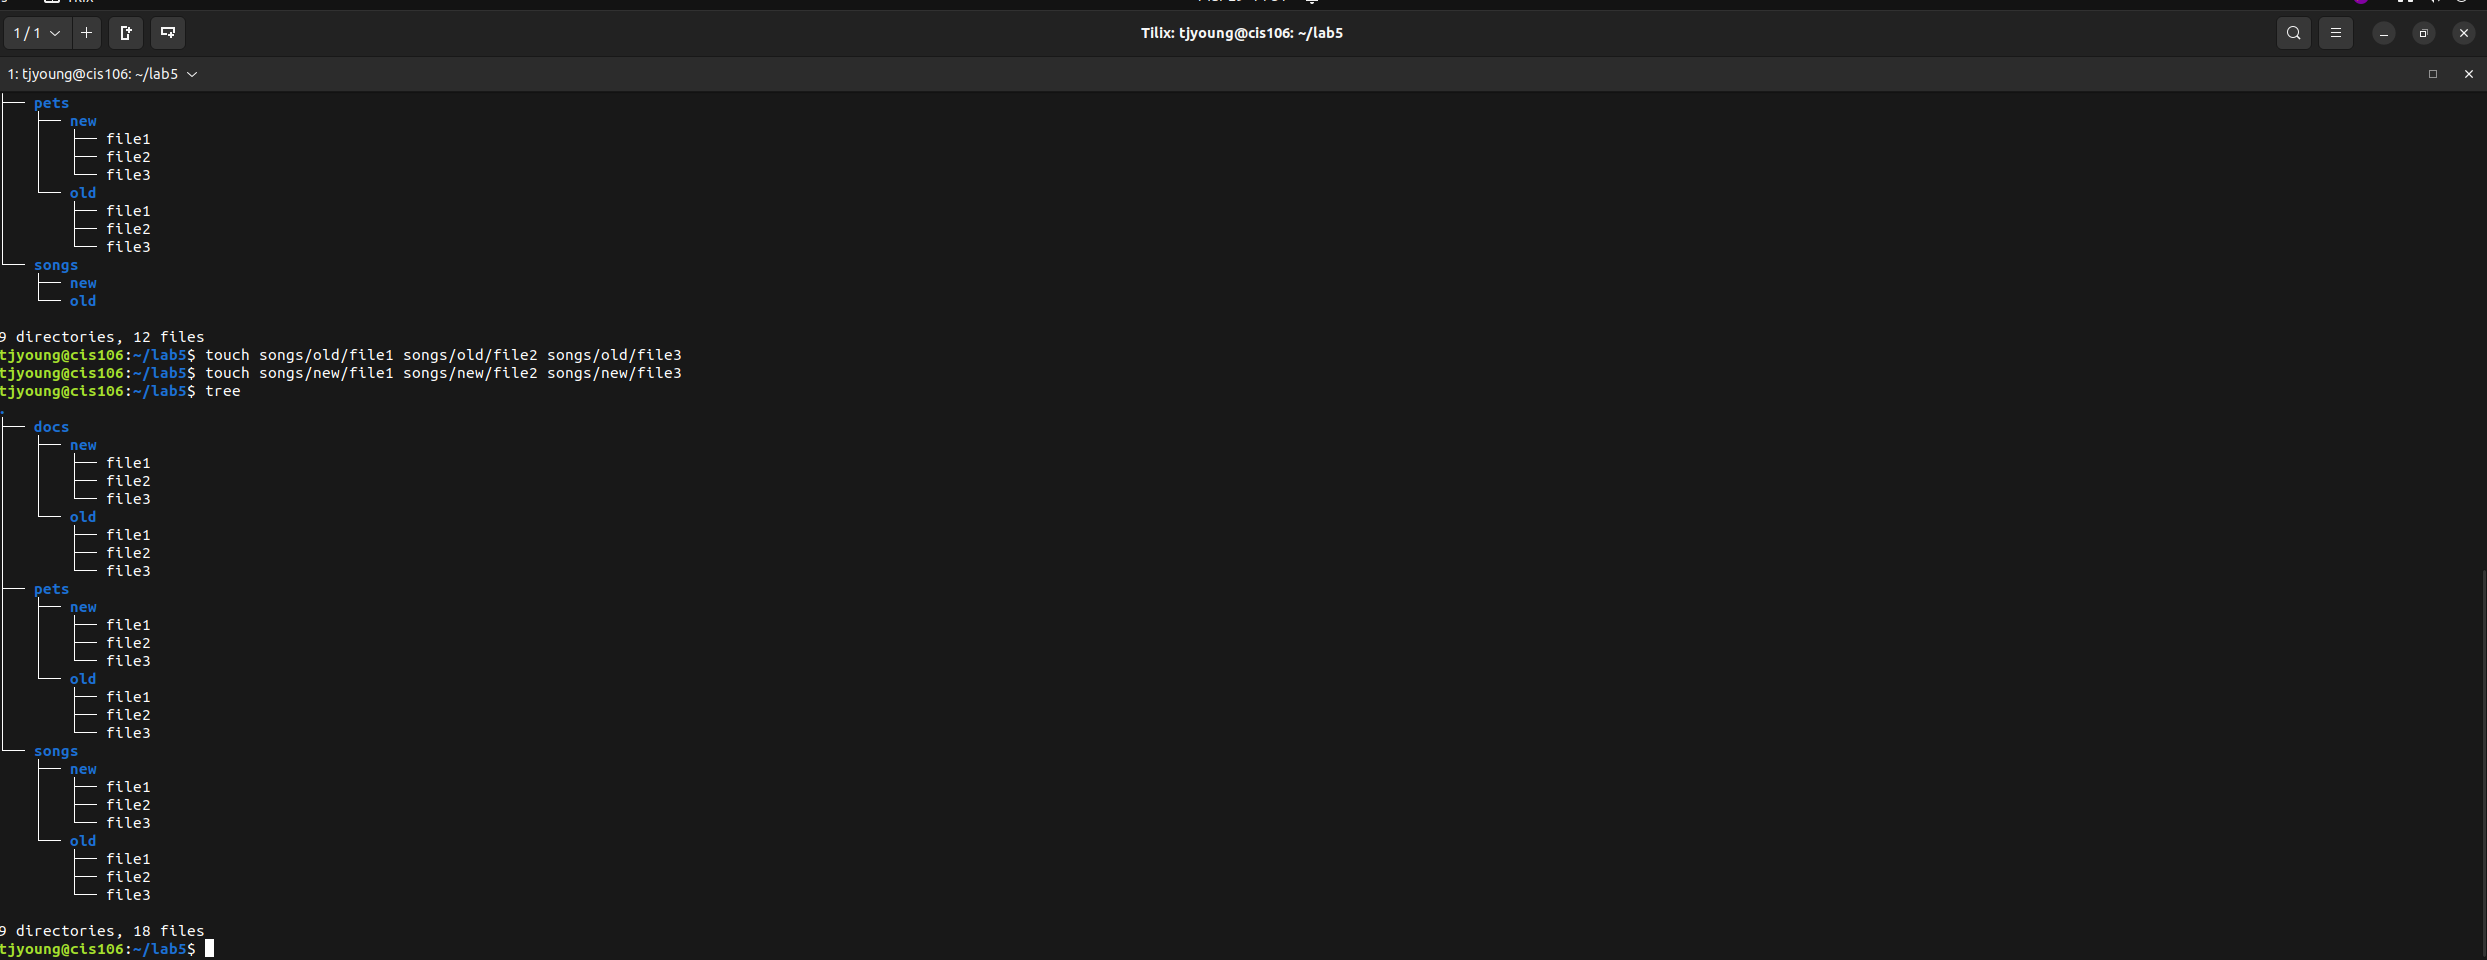 1 / 1
Tilix: tjyoung@cis106: ~/lab5
1: tjyoung@cis106: ~/lab5
├── pets
│   ├── new
│   │   ├── file1
│   │   ├── file2
│   │   └── file3
│   └── old
│       ├── file1
│       ├── file2
│       └── file3
└── songs
    ├── new
    └── old
9 directories, 12 files
tjyoung@cis106:~/lab5$ touch songs/old/file1 songs/old/file2 songs/old/file3
tjyoung@cis106:~/lab5$ touch songs/new/file1 songs/new/file2 songs/new/file3
tjyoung@cis106:~/lab5$ tree
.
├── docs
│   ├── new
│   │   ├── file1
│   │   ├── file2
│   │   └── file3
│   └── old
│       ├── file1
│       ├── file2
│       └── file3
├── pets
│   ├── new
│   │   ├── file1
│   │   ├── file2
│   │   └── file3
│   └── old
│       ├── file1
│       ├── file2
│       └── file3
└── songs
    ├── new
    │   ├── file1
    │   ├── file2
    │   └── file3
    └── old
        ├── file1
        ├── file2
        └── file3
9 directories, 18 files
tjyoung@cis106:~/lab5$